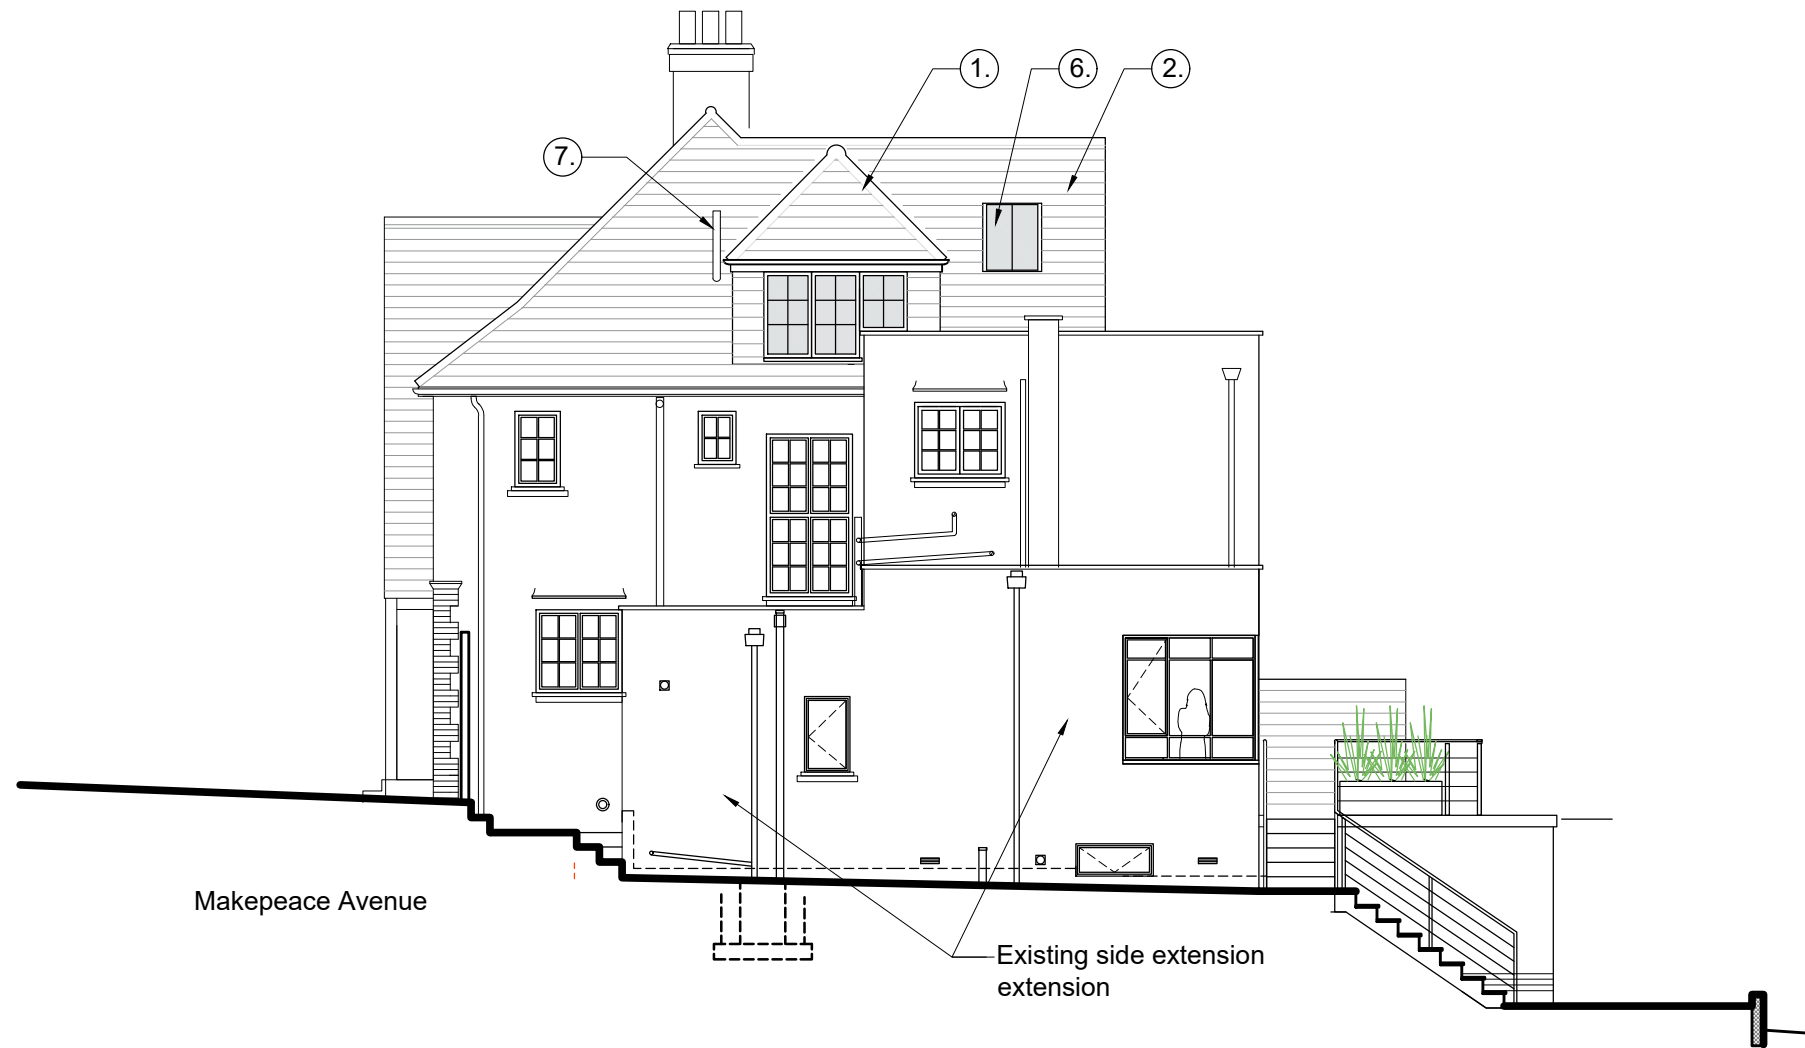 1.
6.
2.
7.
Makepeace Avenue
Existing side extension
extension